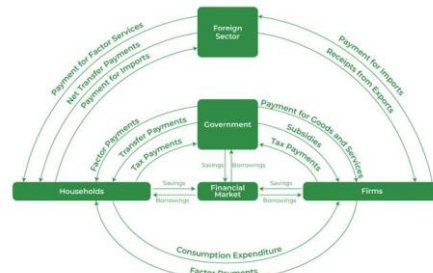 Foreign
Sector
Payment for Factor Services
Net Transfer Payments
Payment for Imports
Payment for Imports
Receipts from Exports
Government
Factor Payments
Transfer Payments
Tax Payments
Payment for Goods and Services
Subsidies
Tax Payments
Savings
Borrowings
Households
Savings
Borrowings
Financial
Market
Savings
Borrowings
Firms
Consumption Expenditure
Factor Payments